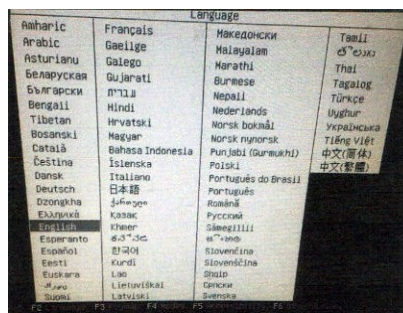 Language
Amharic
Arabic
Asturianu
Беларуская
Български
Bengali
Tibetan
Bosanski
Català
Čeština
Dansk
Deutsch
Dzongkha
Ελληνικά
English
Esperanto
Español
Eesti
Euskara
Suomi
Français
Gaeilge
Galego
Gujarati
עברית
Hindi
Hrvatski
Magyar
Bahasa Indonesia
Íslenska
Italiano
日本語
ქართული
Қазақ
Khmer
ಕನ್ನಡ
한국어
Kurdî
Lao
Lietuviškai
Latviski
Македонски
Malayalam
Marathi
Burmese
Nepali
Nederlands
Norsk bokmål
Norsk nynorsk
Punjabi (Gurmukhi)
Polski
Português do Brasil
Português
Română
Русский
Sámegillii
Slovenčina
Slovenščina
Shqip
Српски
Svenska
Tamil
తెలుగు
Thai
Tagalog
Türkçe
Uyghur
Українська
Tiếng Việt
中文(简体)
中文(繁體)